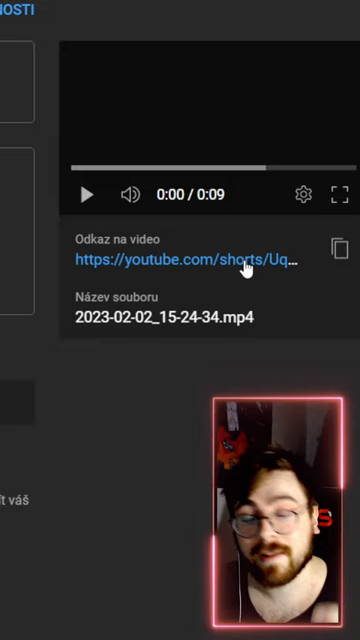 NOSTI
0:00 / 0:09
Odkaz na video
https://youtube.com/shorts/Uq...
Název souboru
2023-02-02_15-24-34.mp4
ít váš
S